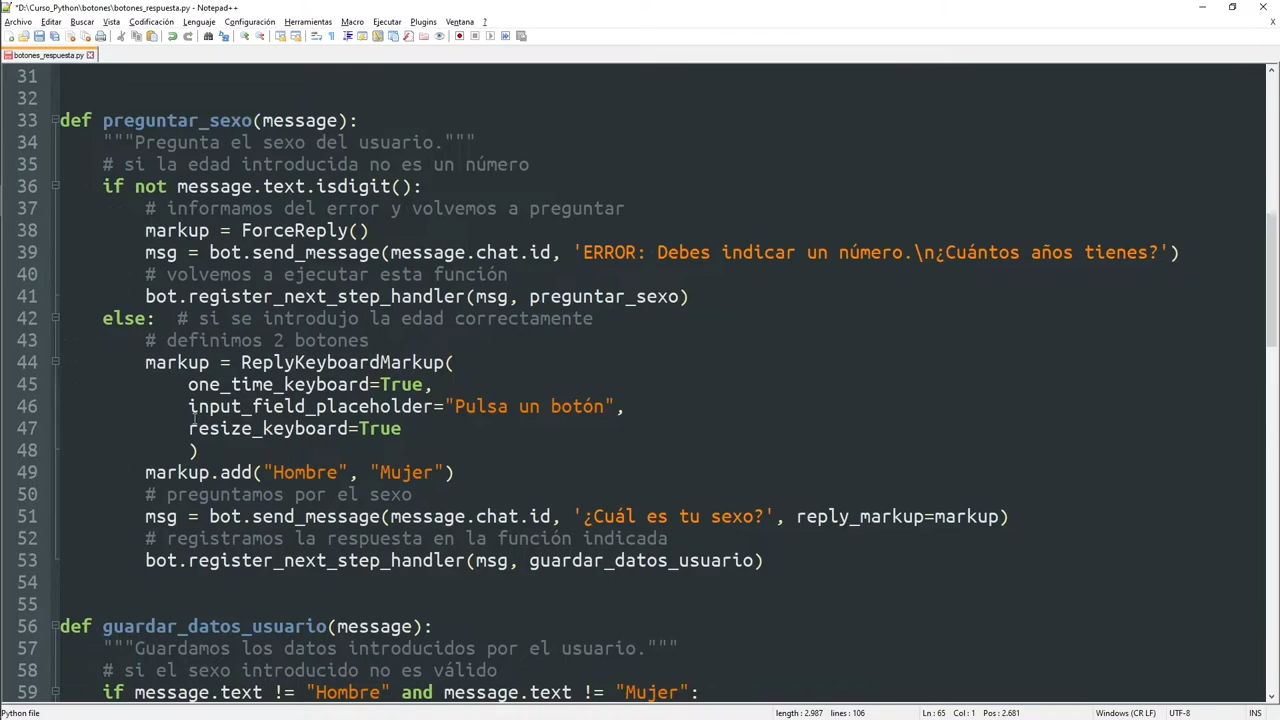 *D:\Curso_Python\botones\botones_respuesta.py - Notepad++
Archivo Editar Buscar Vista Codificación Lenguaje Configuración Herramientas Macro Ejecutar Plugins Ventana ?
botones_respuesta.py
31
32
33 def preguntar_sexo(message):
34 """Pregunta el sexo del usuario."""
35 # si la edad introducida no es un número
36 if not message.text.isdigit():
37 # informamos del error y volvemos a preguntar
38 markup = ForceReply()
39 msg = bot.send_message(message.chat.id, 'ERROR: Debes indicar un número.\n¿Cuántos años tienes?')
40 # volvemos a ejecutar esta función
41 bot.register_next_step_handler(msg, preguntar_sexo)
42 else: # si se introdujo la edad correctamente
43 # definimos 2 botones
44 markup = ReplyKeyboardMarkup(
45 one_time_keyboard=True,
46 input_field_placeholder="Pulsa un botón",
47 resize_keyboard=True
48 )
49 markup.add("Hombre", "Mujer")
50 # preguntamos por el sexo
51 msg = bot.send_message(message.chat.id, '¿Cuál es tu sexo?', reply_markup=markup)
52 # registramos la respuesta en la función indicada
53 bot.register_next_step_handler(msg, guardar_datos_usuario)
54
55
56 def guardar_datos_usuario(message):
57 """Guardamos los datos introducidos por el usuario."""
58 # si el sexo introducido no es válido
59 if message.text != "Hombre" and message.text != "Mujer":
Python file length : 2.987 lines : 106 Ln : 65 Col : 1 Pos : 2.681 Windows (CR LF) UTF-8 INS